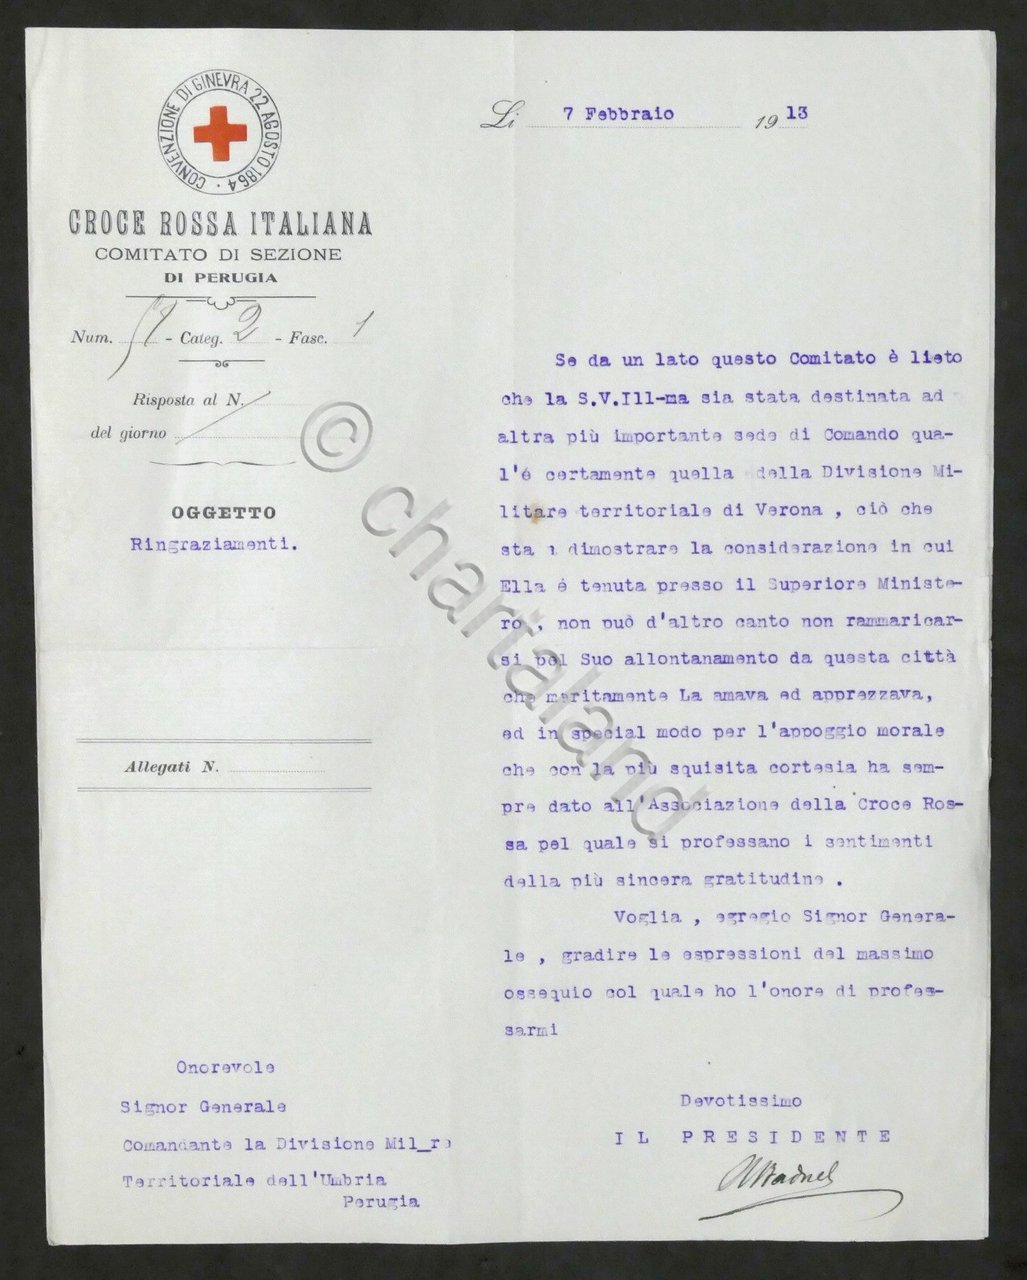 CONVENZIONE DI GINEVRA 22 AGOSTO 1864.
CROCE ROSSA ITALIANA
COMITATO DI SEZIONE
DI PERUGIA
Num. - Categ. 2 - Fasc. 1
Risposta al N.
del giorno
OGGETTO
Ringraziamenti.
Allegati N.
Onorevole
Signor Generale
Comandante la Divisione Mil_re
Territoriale dell'Umbria
Perugia
Li 7 Febbraio 1913
Se da un lato questo Comitato è lieto
che la S.V.Ill-ma sia stata destinata ad
altra più importante sede di Comando qua-
l'é certamente quella della Divisione Mi-
litare territoriale di Verona , ciò che
sta a dimostrare la considerazione in cui
Ella é tenuta presso il Superiore Ministe-
ro , non può d'altro canto non rammaricar-
si pel Suo allontanamento da questa città
che meritamente La amava ed apprezzava,
ed in special modo per l'appoggio morale
che con la più squisita cortesia ha sem-
pre dato all'Associazione della Croce Ros-
sa pel quale si professano i sentimenti
della più sincera gratitudine .
Voglia , egregio Signor Genera-
le , gradire le espressioni del massimo
ossequio col quale ho l'onore di profes-
sarmi
Devotissimo
IL PRESIDENTE
© chartaland